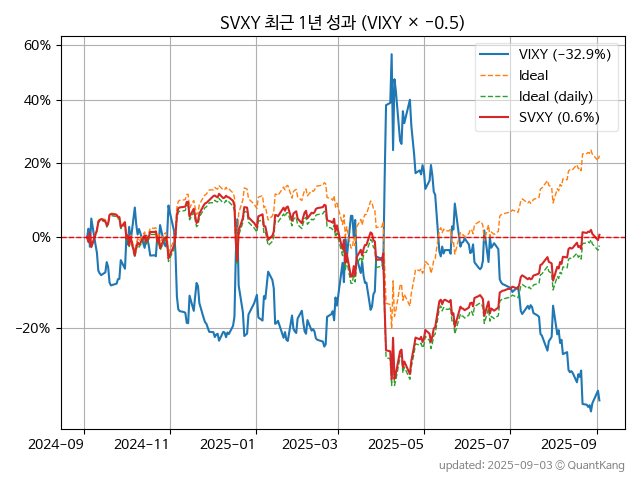 SVXY 최근 1년 성과 (VIXY × −0.5)
60%
40%
20%
0%
−20%
VIXY (−32.9%)
Ideal
Ideal (daily)
SVXY (0.6%)
2024−09
2024−11
2025−01
2025−03
2025−05
2025−07
2025−09
updated: 2025−09−03 © QuantKang